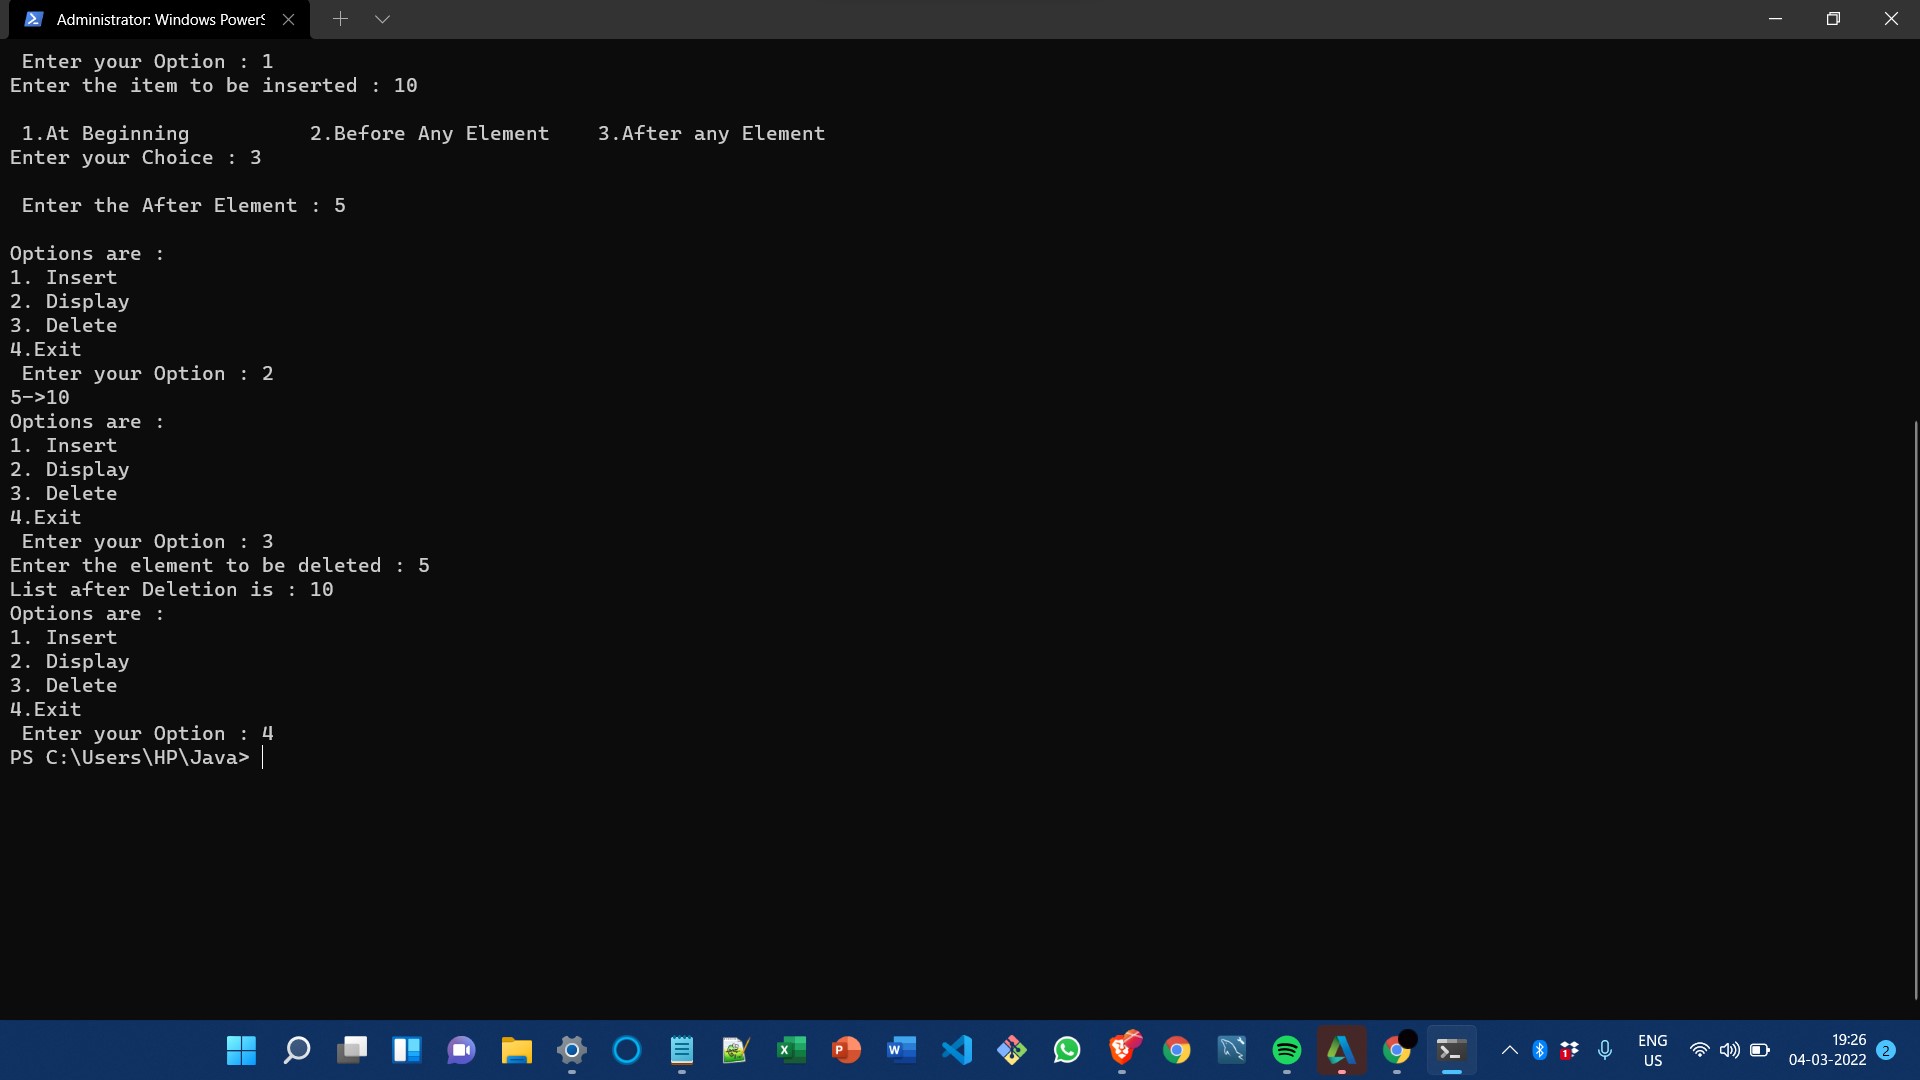 Administrator: Windows PowerS
Enter your Option : 1
Enter the item to be inserted : 10
1.At Beginning 2.Before Any Element 3.After any Element
Enter your Choice : 3
Enter the After Element : 5
Options are :
1. Insert
2. Display
3. Delete
4.Exit
Enter your Option : 2
5->10
Options are :
1. Insert
2. Display
3. Delete
4.Exit
Enter your Option : 3
Enter the element to be deleted : 5
List after Deletion is : 10
Options are :
1. Insert
2. Display
3. Delete
4.Exit
Enter your Option : 4
PS C:\Users\HP\Java>
ENG
US
19:26
04-03-2022
2